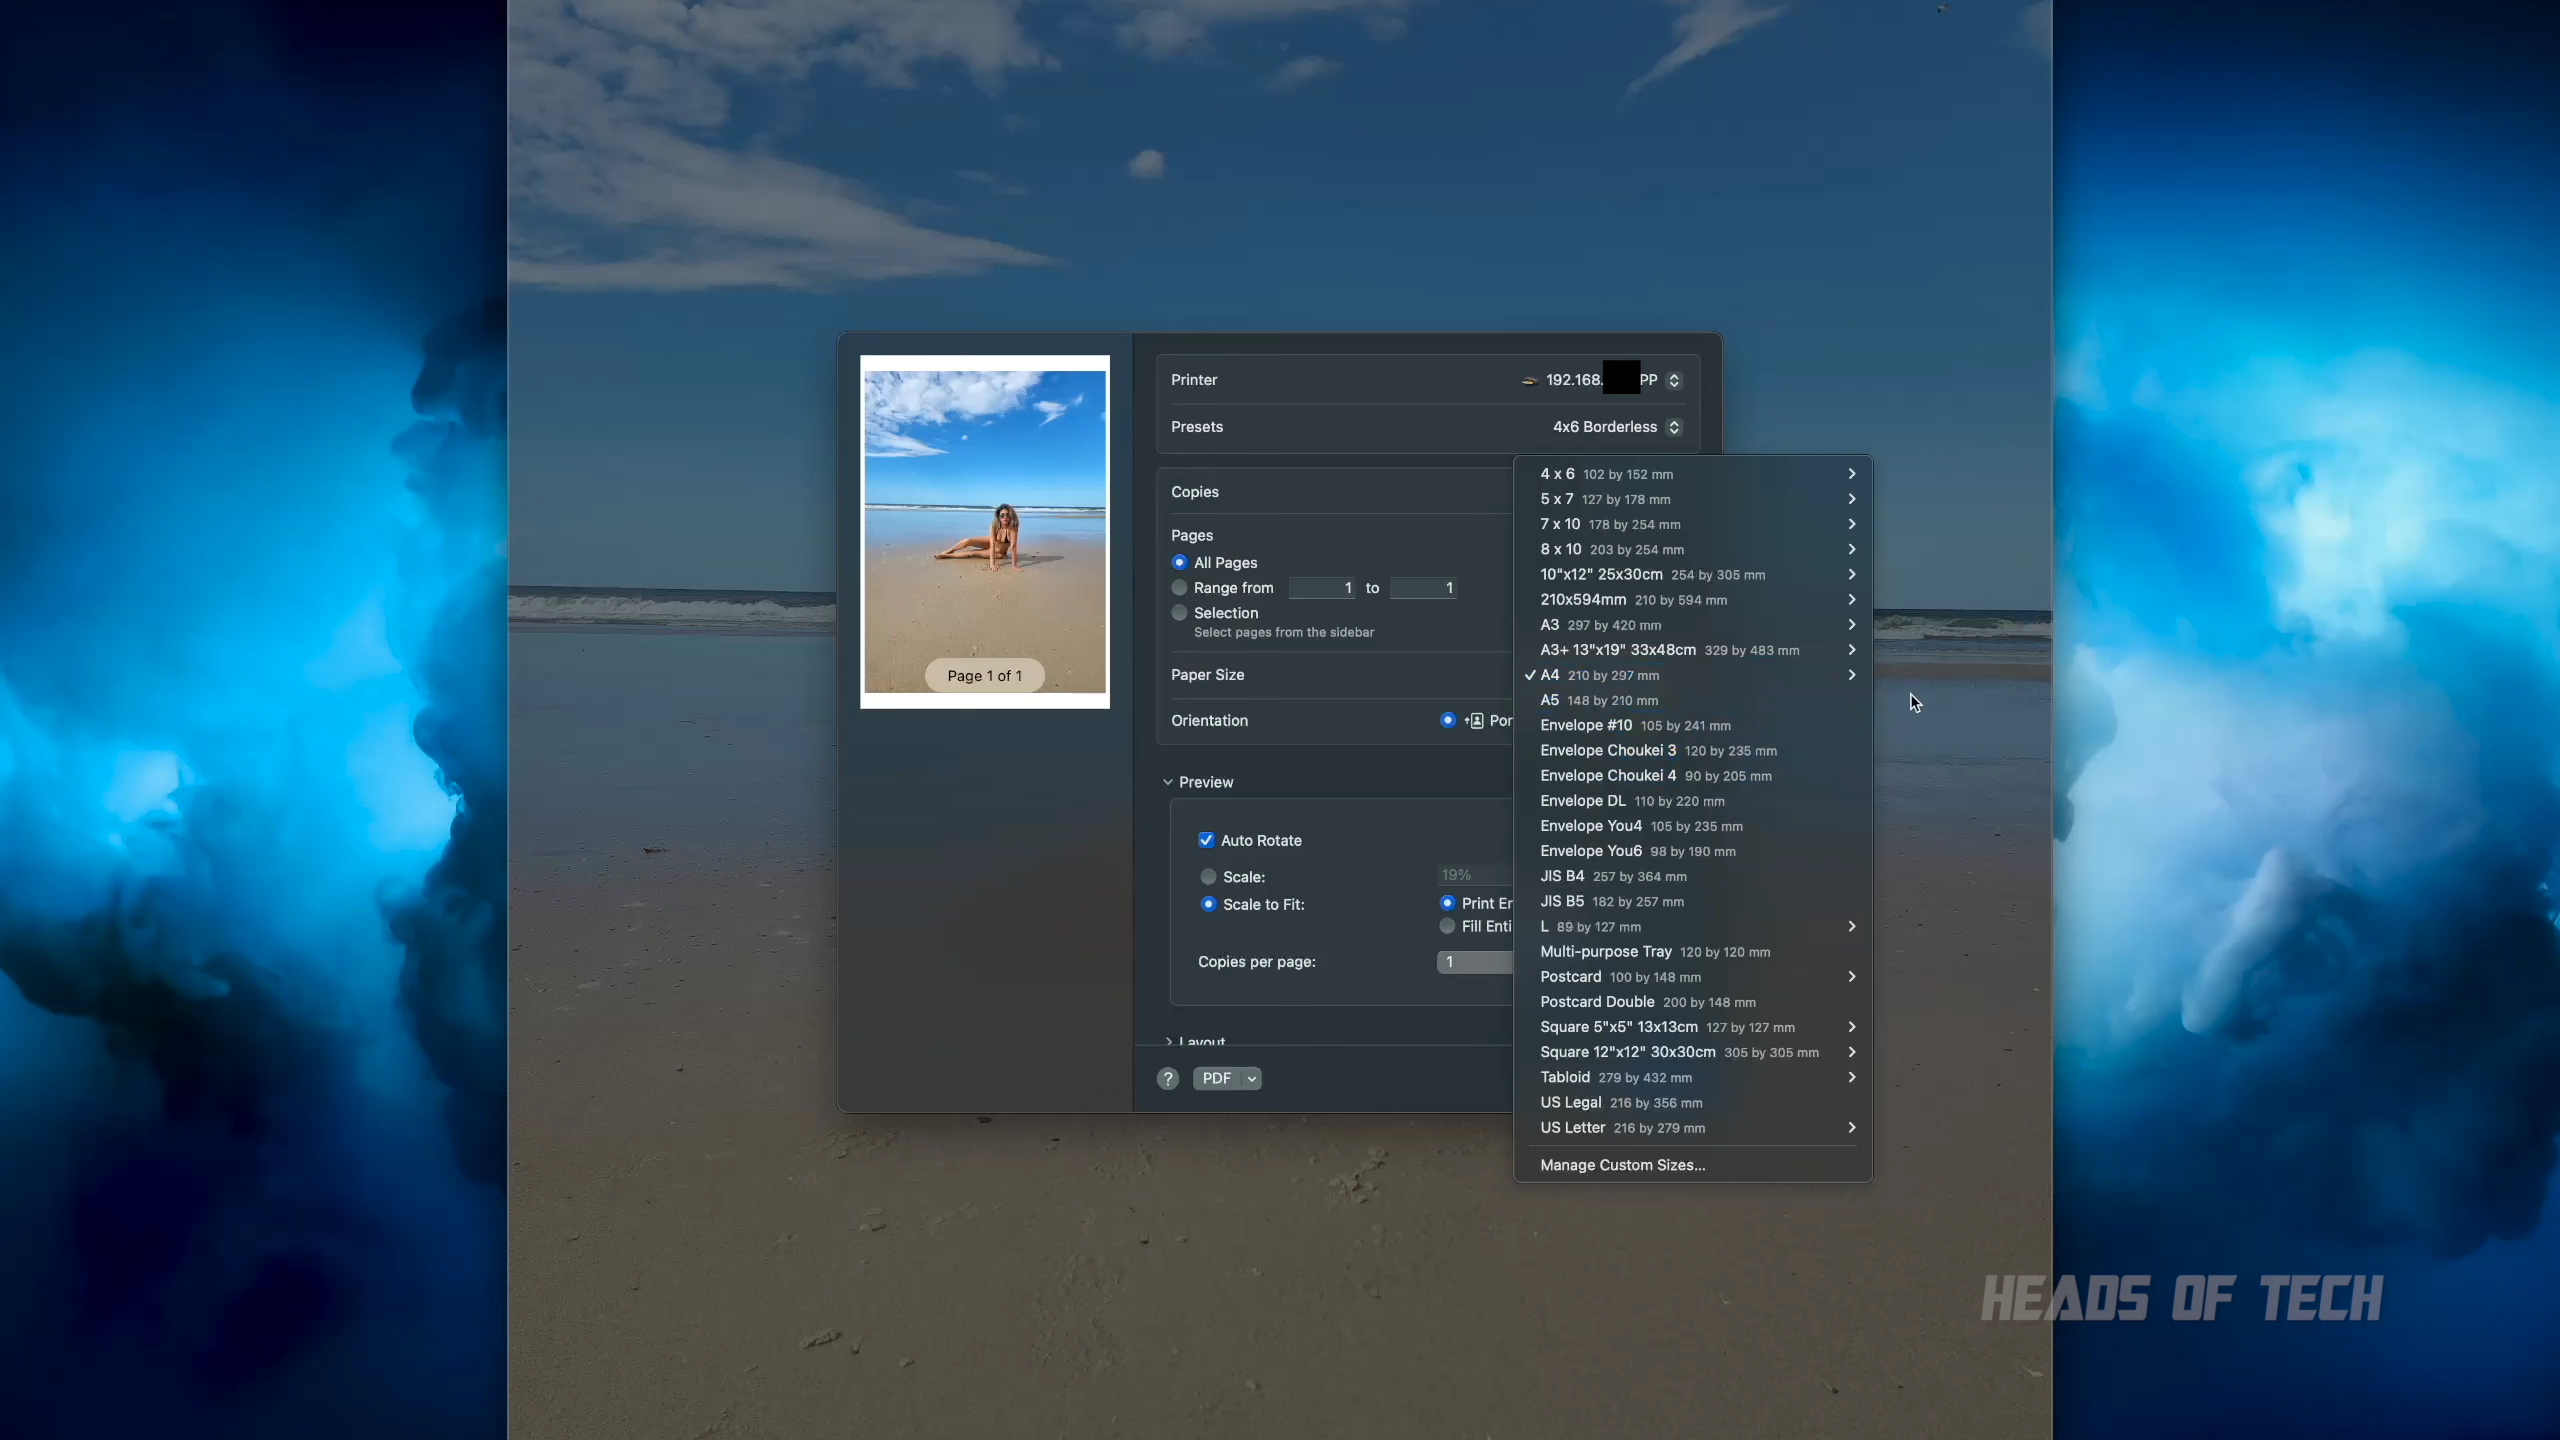 Printer 192.168. PP
Presets 4x6 Borderless
Copies
Pages
All Pages
Range from 1 to 1
Selection
Select pages from the sidebar
Paper Size
Orientation Por
Preview
Auto Rotate
Scale: 19%
Scale to Fit: Print En
Fill Enti
Copies per page: 1
Layout
? PDF
Page 1 of 1
4 x 6 102 by 152 mm
5 x 7 127 by 178 mm
7 x 10 178 by 254 mm
8 x 10 203 by 254 mm
10"x12" 25x30cm 254 by 305 mm
210x594mm 210 by 594 mm
A3 297 by 420 mm
A3+ 13"x19" 33x48cm 329 by 483 mm
✓ A4 210 by 297 mm
A5 148 by 210 mm
Envelope #10 105 by 241 mm
Envelope Choukei 3 120 by 235 mm
Envelope Choukei 4 90 by 205 mm
Envelope DL 110 by 220 mm
Envelope You4 105 by 235 mm
Envelope You6 98 by 190 mm
JIS B4 257 by 364 mm
JIS B5 182 by 257 mm
L 89 by 127 mm
Multi-purpose Tray 120 by 120 mm
Postcard 100 by 148 mm
Postcard Double 200 by 148 mm
Square 5"x5" 13x13cm 127 by 127 mm
Square 12"x12" 30x30cm 305 by 305 mm
Tabloid 279 by 432 mm
US Legal 216 by 356 mm
US Letter 216 by 279 mm
Manage Custom Sizes...
HEADS OF TECH